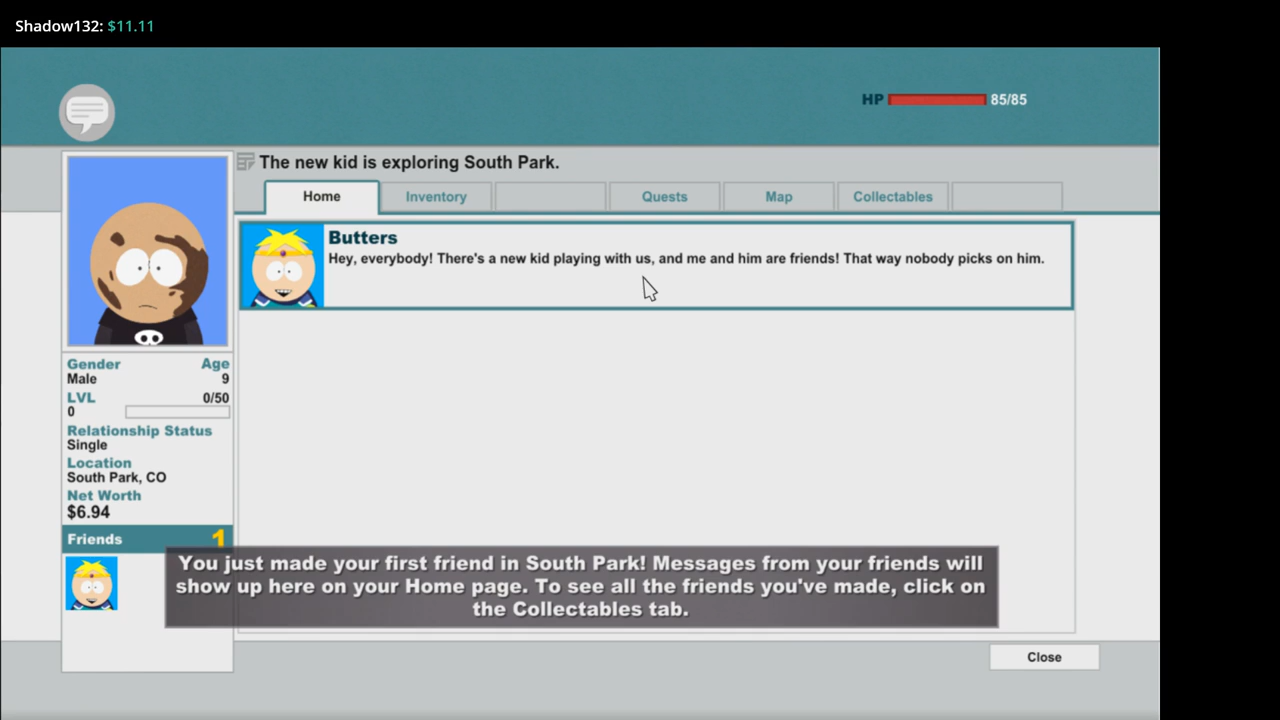 Shadow132: $11.11
HP 85/85
The new kid is exploring South Park.
Home Inventory Quests Map Collectables
Butters
Hey, everybody! There's a new kid playing with us, and me and him are friends! That way nobody picks on him.
Gender Age
Male 9
LVL 0/50
0
Relationship Status
Single
Location
South Park, CO
Net Worth
$6.94
Friends 1
You just made your first friend in South Park! Messages from your friends will
show up here on your Home page. To see all the friends you've made, click on
the Collectables tab.
Close